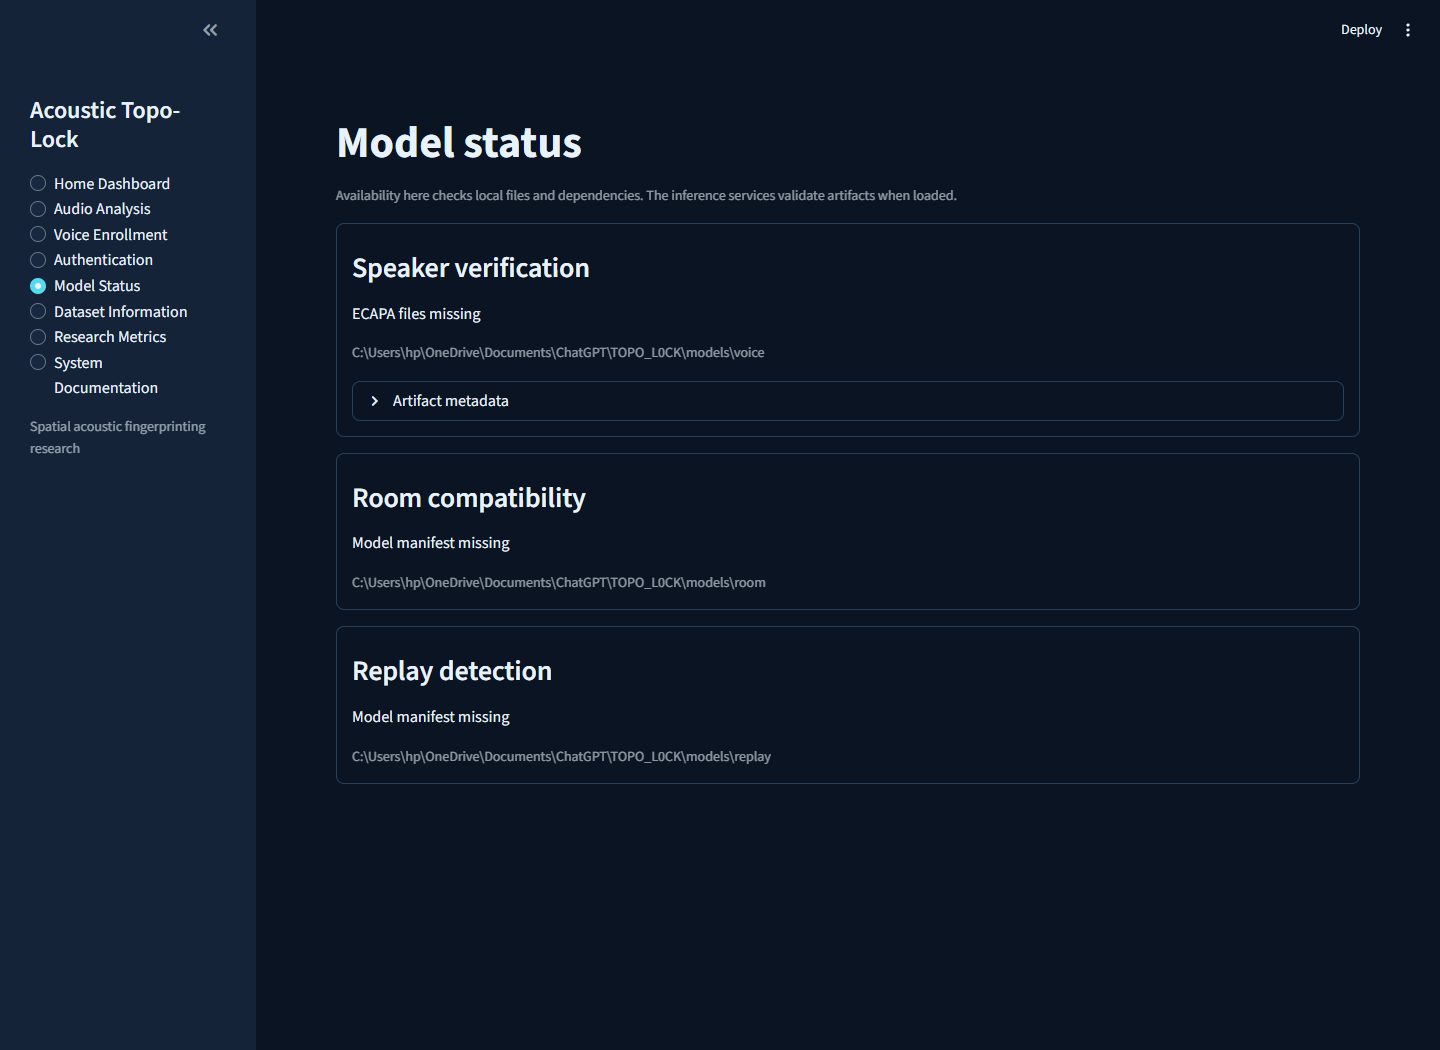 Deploy
Acoustic Topo-
Lock
Home Dashboard
Audio Analysis
Voice Enrollment
Authentication
Model Status
Dataset Information
Research Metrics
System
Documentation
Spatial acoustic fingerprinting
research
Model status
Availability here checks local files and dependencies. The inference services validate artifacts when loaded.
Speaker verification
ECAPA files missing
C:\Users\hp\OneDrive\Documents\ChatGPT\TOPO_L0CK\models\voice
Artifact metadata
Room compatibility
Model manifest missing
C:\Users\hp\OneDrive\Documents\ChatGPT\TOPO_L0CK\models\room
Replay detection
Model manifest missing
C:\Users\hp\OneDrive\Documents\ChatGPT\TOPO_L0CK\models\replay